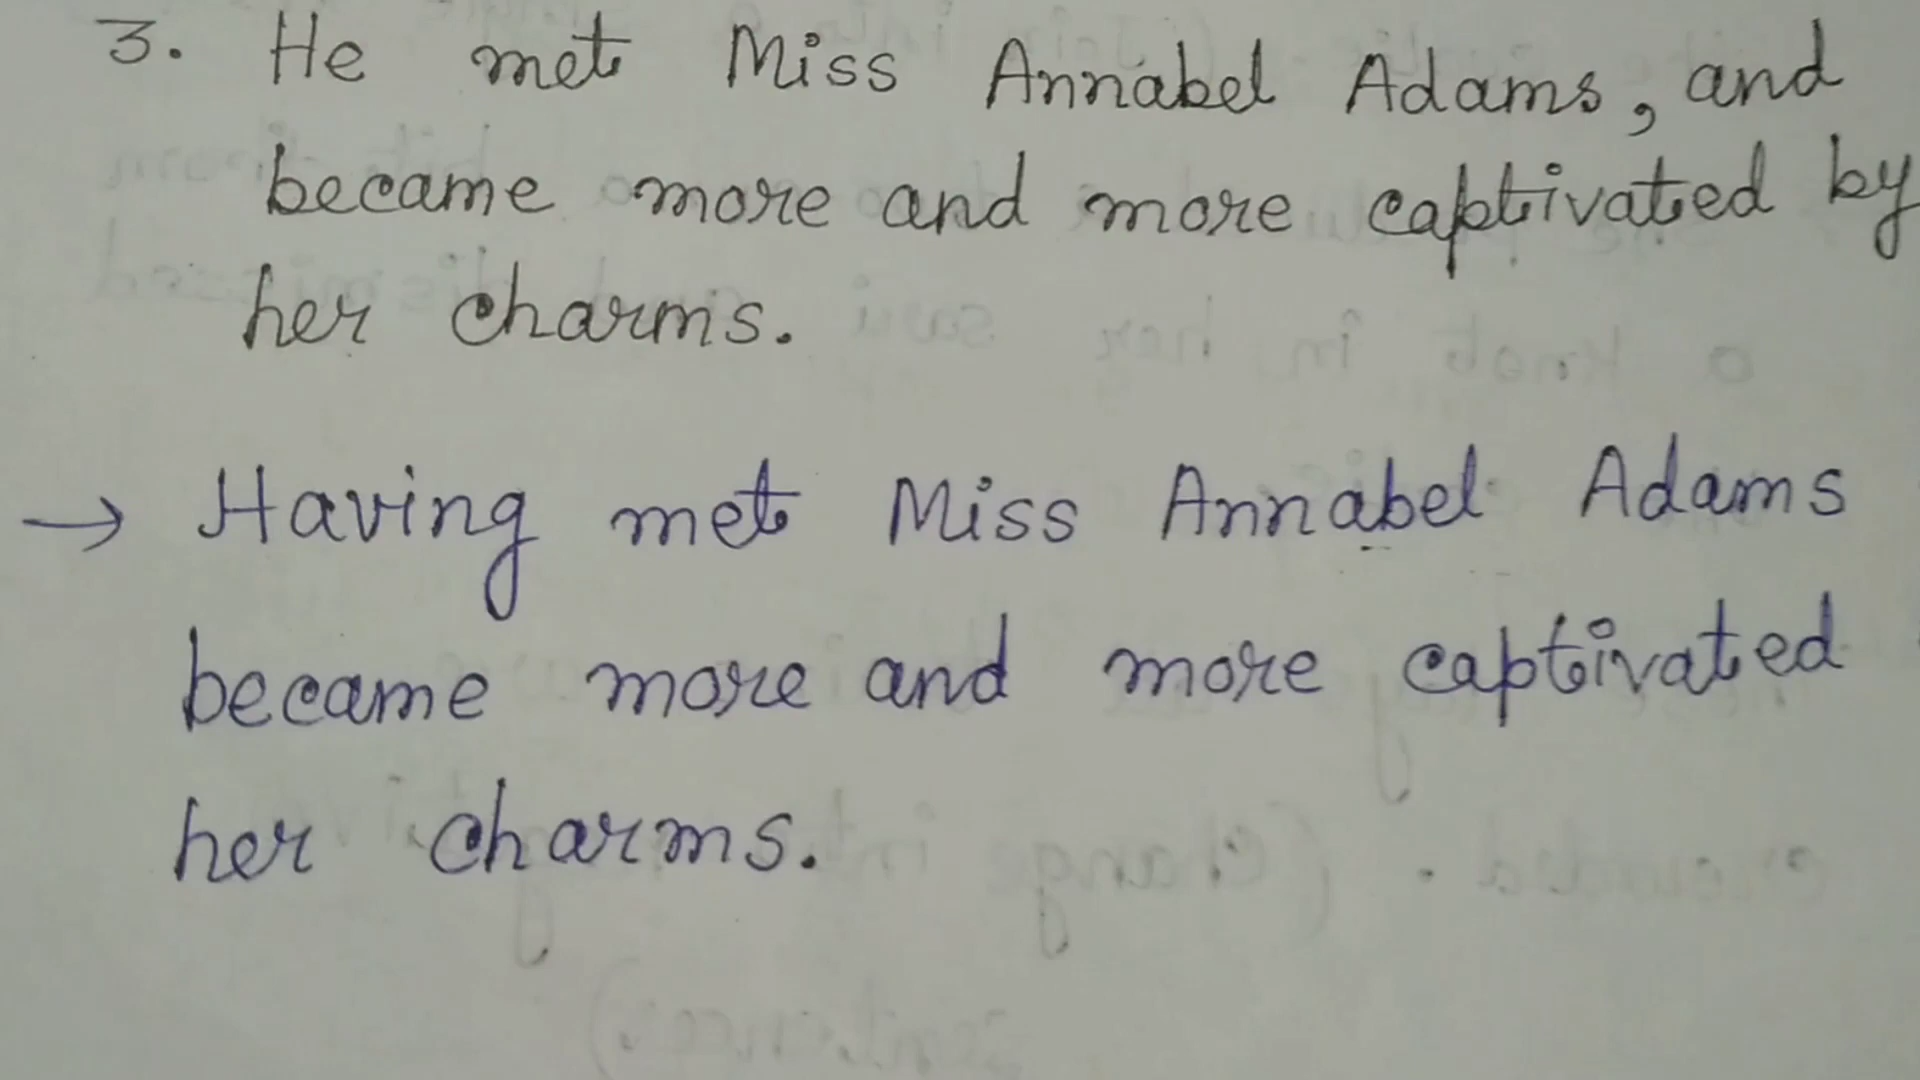 3. He met Miss Annabel Adams, and
became more and more captivated by
her charms.
→ Having met Miss Annabel Adams
became more and more captivated
her charms.